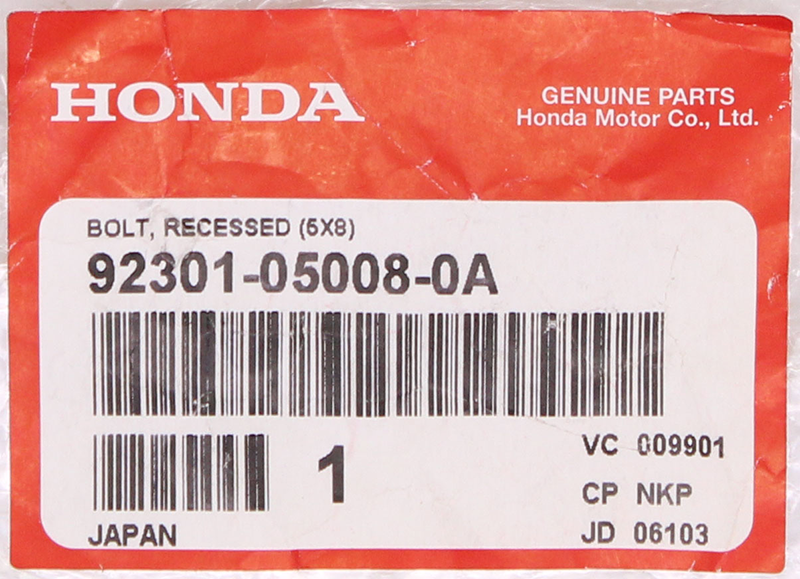 HONDA
GENUINE PARTS
Honda Motor Co., Ltd.
BOLT, RECESSED (5X8)
92301-05008-0A
1
VC 009901
CP NKP
JAPAN
JD 06103